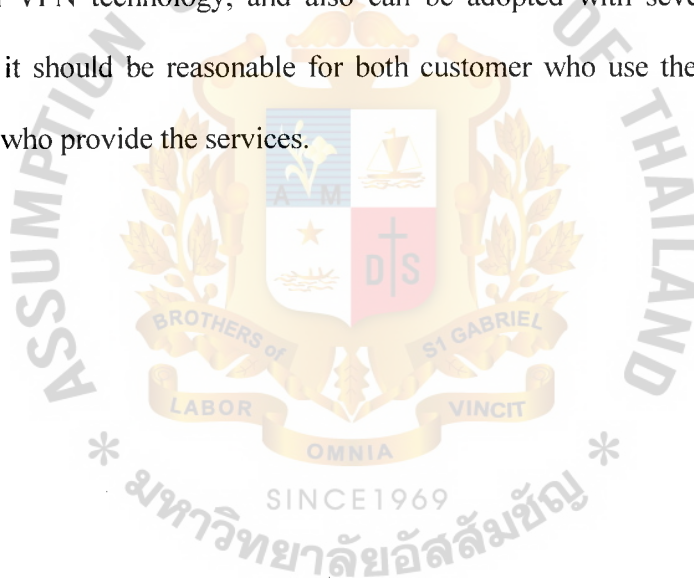 VPN technology, and also can be adopted with seve
it should be reasonable for both customer who use the
who provide the services.
ASSUMPTION
OF
THAILAND
A M
D S
BROTHERS of
S1 GABRIEL
LABOR
VINCIT
OMNIA
* *
SINCE1969
มหาวิทยาลัยอัสสัมชัญ